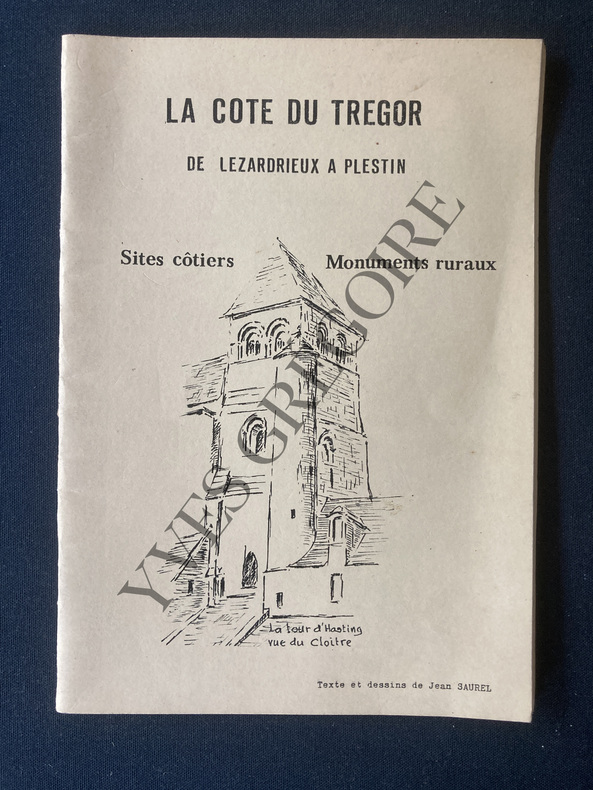 LA COTE DU TREGOR
DE LEZARDRIEUX A PLESTIN
Sites côtiers Monuments ruraux
YVES GREGOIRE
La tour d'Hasting
vue du Cloitre
Texte et dessins de Jean SAUREL